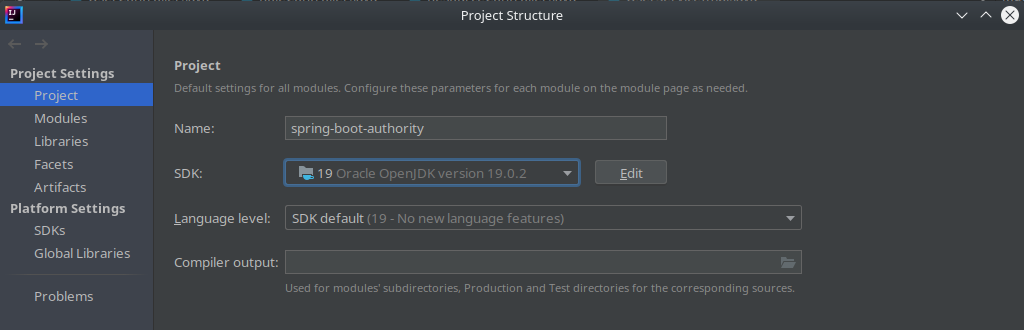 Project Structure
Project Settings
Project
Modules
Libraries
Facets
Artifacts
Platform Settings
SDKs
Global Libraries
Problems
Project
Default settings for all modules. Configure these parameters for each module on the module page as needed.
Name: spring-boot-authority
SDK: 19 Oracle OpenJDK version 19.0.2 Edit
Language level: SDK default (19 - No new language features)
Compiler output:
Used for modules' subdirectories, Production and Test directories for the corresponding sources.